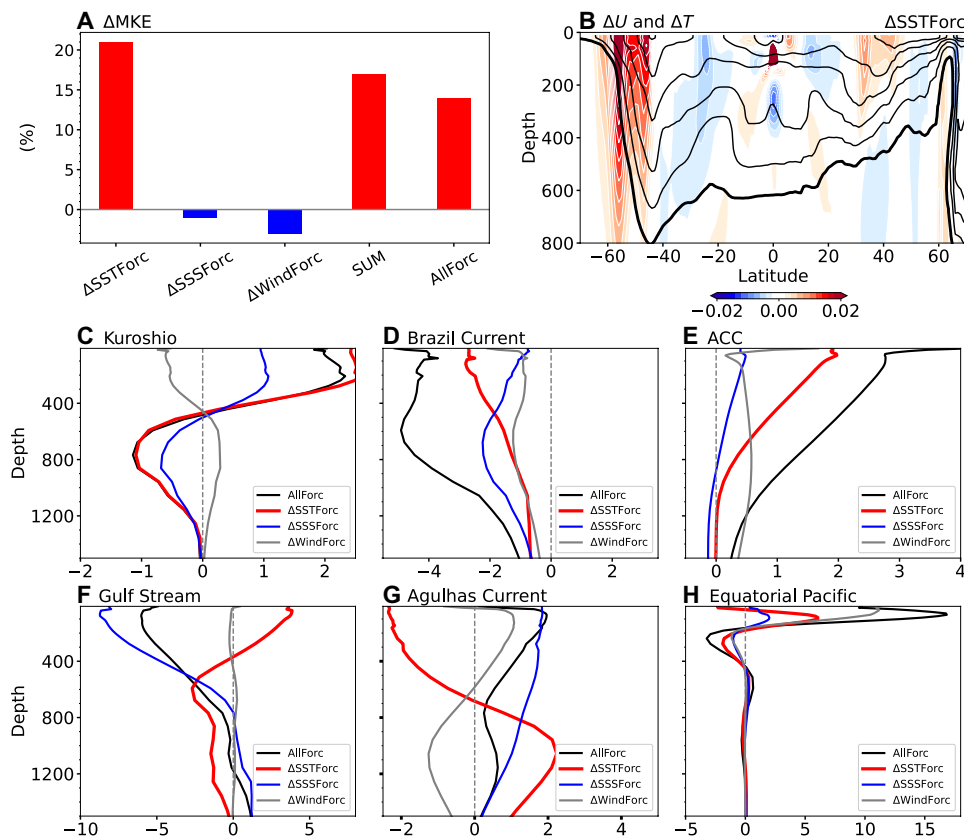 A ΔMKE
20
15
10
5
0
(%)
ΔSSTForc
ΔSSSForc
ΔWindForc
SUM
AllForc
B ΔU and ΔT ΔSSTForc
0
200
400
600
800
Depth
−60 −40 −20 0 20 40 60
Latitude
−0.02 0.00 0.02
C Kuroshio
400
800
1200
Depth
−2 −1 0 1 2
AllForc
ΔSSTForc
ΔSSSForc
ΔWindForc
D Brazil Current
−4 −2 0 2
AllForc
ΔSSTForc
ΔSSSForc
ΔWindForc
E ACC
0 1 2 3 4
AllForc
ΔSSTForc
ΔSSSForc
ΔWindForc
F Gulf Stream
400
800
1200
Depth
−10 −5 0 5
AllForc
ΔSSTForc
ΔSSSForc
ΔWindForc
G Agulhas Current
−2 0 2 4
AllForc
ΔSSTForc
ΔSSSForc
ΔWindForc
H Equatorial Pacific
−5 0 5 10 15
AllForc
ΔSSTForc
ΔSSSForc
ΔWindForc